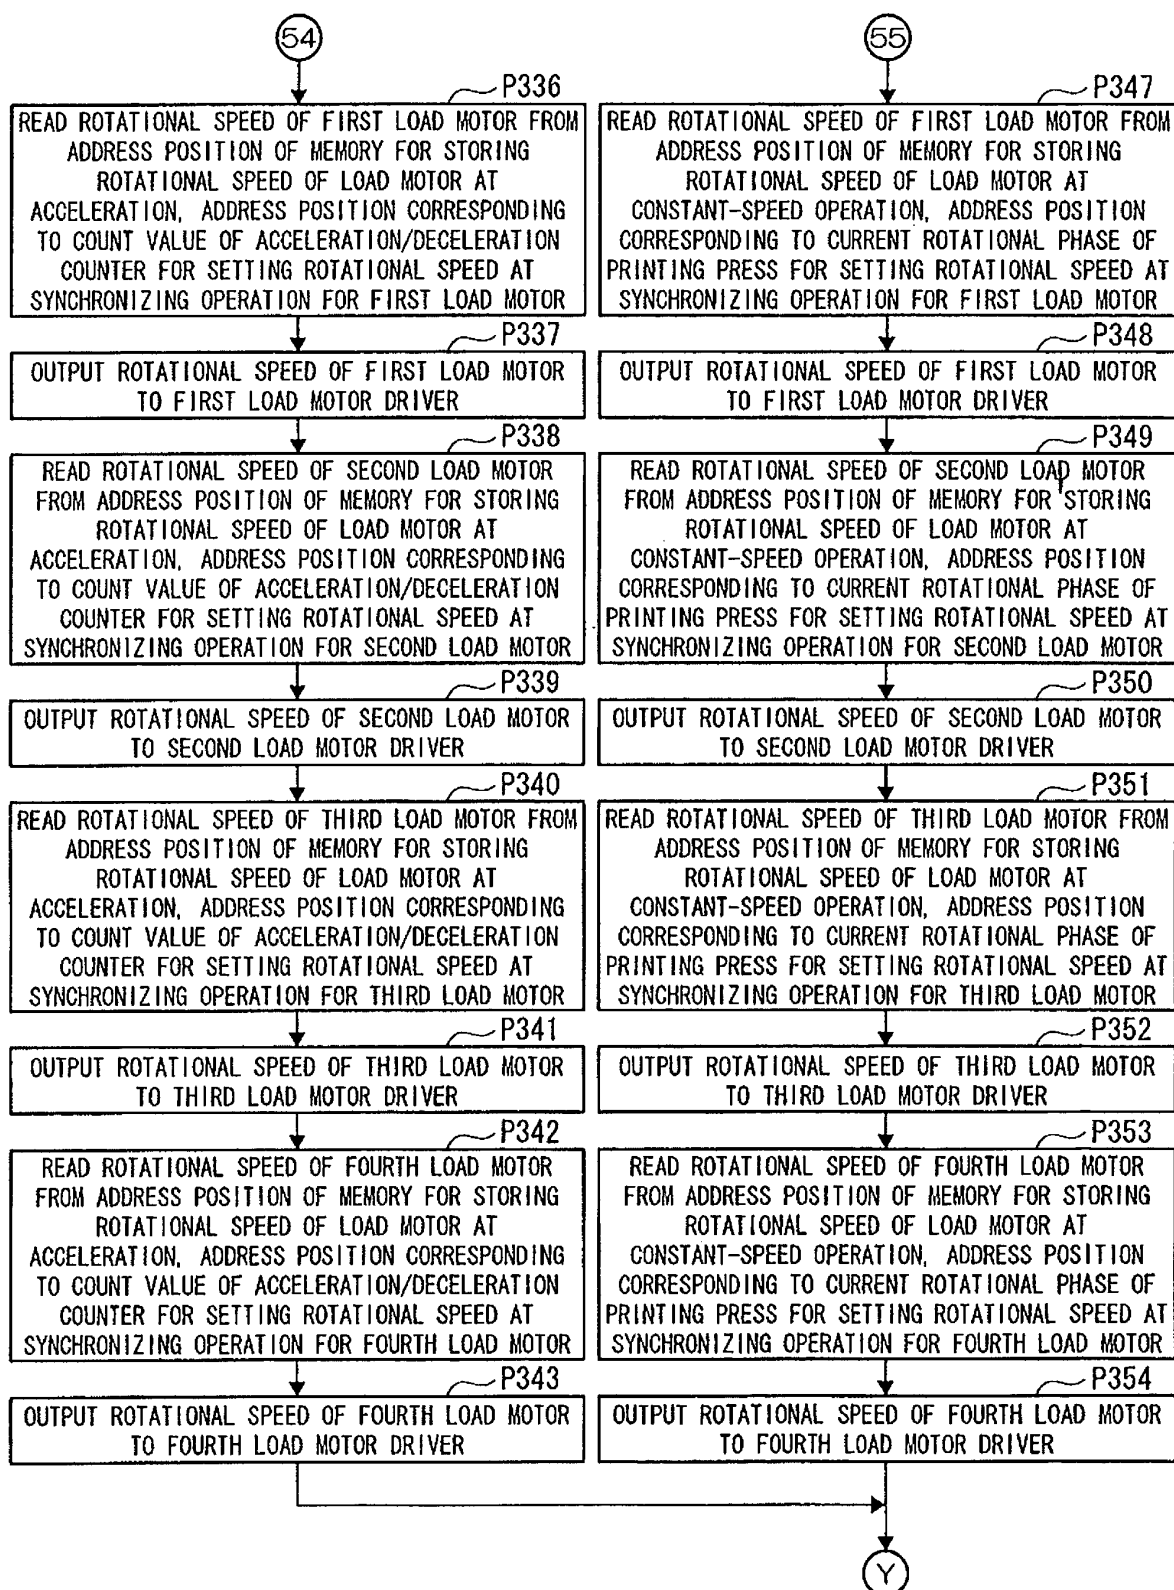 54
P336
READ ROTATIONAL SPEED OF FIRST LOAD MOTOR FROM
ADDRESS POSITION OF MEMORY FOR STORING
ROTATIONAL SPEED OF LOAD MOTOR AT
ACCELERATION, ADDRESS POSITION CORRESPONDING
TO COUNT VALUE OF ACCELERATION/DECELERATION
COUNTER FOR SETTING ROTATIONAL SPEED AT
SYNCHRONIZING OPERATION FOR FIRST LOAD MOTOR
P337
OUTPUT ROTATIONAL SPEED OF FIRST LOAD MOTOR
TO FIRST LOAD MOTOR DRIVER
P338
READ ROTATIONAL SPEED OF SECOND LOAD MOTOR
FROM ADDRESS POSITION OF MEMORY FOR STORING
ROTATIONAL SPEED OF LOAD MOTOR AT
ACCELERATION, ADDRESS POSITION CORRESPONDING
TO COUNT VALUE OF ACCELERATION/DECELERATION
COUNTER FOR SETTING ROTATIONAL SPEED AT
SYNCHRONIZING OPERATION FOR SECOND LOAD MOTOR
P339
OUTPUT ROTATIONAL SPEED OF SECOND LOAD MOTOR
TO SECOND LOAD MOTOR DRIVER
P340
READ ROTATIONAL SPEED OF THIRD LOAD MOTOR FROM
ADDRESS POSITION OF MEMORY FOR STORING
ROTATIONAL SPEED OF LOAD MOTOR AT
ACCELERATION, ADDRESS POSITION CORRESPONDING
TO COUNT VALUE OF ACCELERATION/DECELERATION
COUNTER FOR SETTING ROTATIONAL SPEED AT
SYNCHRONIZING OPERATION FOR THIRD LOAD MOTOR
P341
OUTPUT ROTATIONAL SPEED OF THIRD LOAD MOTOR
TO THIRD LOAD MOTOR DRIVER
P342
READ ROTATIONAL SPEED OF FOURTH LOAD MOTOR
FROM ADDRESS POSITION OF MEMORY FOR STORING
ROTATIONAL SPEED OF LOAD MOTOR AT
ACCELERATION, ADDRESS POSITION CORRESPONDING
TO COUNT VALUE OF ACCELERATION/DECELERATION
COUNTER FOR SETTING ROTATIONAL SPEED AT
SYNCHRONIZING OPERATION FOR FOURTH LOAD MOTOR
P343
OUTPUT ROTATIONAL SPEED OF FOURTH LOAD MOTOR
TO FOURTH LOAD MOTOR DRIVER
55
P347
READ ROTATIONAL SPEED OF FIRST LOAD MOTOR FROM
ADDRESS POSITION OF MEMORY FOR STORING
ROTATIONAL SPEED OF LOAD MOTOR AT
CONSTANT-SPEED OPERATION, ADDRESS POSITION
CORRESPONDING TO CURRENT ROTATIONAL PHASE OF
PRINTING PRESS FOR SETTING ROTATIONAL SPEED AT
SYNCHRONIZING OPERATION FOR FIRST LOAD MOTOR
P348
OUTPUT ROTATIONAL SPEED OF FIRST LOAD MOTOR
TO FIRST LOAD MOTOR DRIVER
P349
READ ROTATIONAL SPEED OF SECOND LOAD MOTOR
FROM ADDRESS POSITION OF MEMORY FOR STORING
ROTATIONAL SPEED OF LOAD MOTOR AT
CONSTANT-SPEED OPERATION, ADDRESS POSITION
CORRESPONDING TO CURRENT ROTATIONAL PHASE OF
PRINTING PRESS FOR SETTING ROTATIONAL SPEED AT
SYNCHRONIZING OPERATION FOR SECOND LOAD MOTOR
P350
OUTPUT ROTATIONAL SPEED OF SECOND LOAD MOTOR
TO SECOND LOAD MOTOR DRIVER
P351
READ ROTATIONAL SPEED OF THIRD LOAD MOTOR FROM
ADDRESS POSITION OF MEMORY FOR STORING
ROTATIONAL SPEED OF LOAD MOTOR AT
CONSTANT-SPEED OPERATION, ADDRESS POSITION
CORRESPONDING TO CURRENT ROTATIONAL PHASE OF
PRINTING PRESS FOR SETTING ROTATIONAL SPEED AT
SYNCHRONIZING OPERATION FOR THIRD LOAD MOTOR
P352
OUTPUT ROTATIONAL SPEED OF THIRD LOAD MOTOR
TO THIRD LOAD MOTOR DRIVER
P353
READ ROTATIONAL SPEED OF FOURTH LOAD MOTOR
FROM ADDRESS POSITION OF MEMORY FOR STORING
ROTATIONAL SPEED OF LOAD MOTOR AT
CONSTANT-SPEED OPERATION, ADDRESS POSITION
CORRESPONDING TO CURRENT ROTATIONAL PHASE OF
PRINTING PRESS FOR SETTING ROTATIONAL SPEED AT
SYNCHRONIZING OPERATION FOR FOURTH LOAD MOTOR
P354
OUTPUT ROTATIONAL SPEED OF FOURTH LOAD MOTOR
TO FOURTH LOAD MOTOR DRIVER
Y